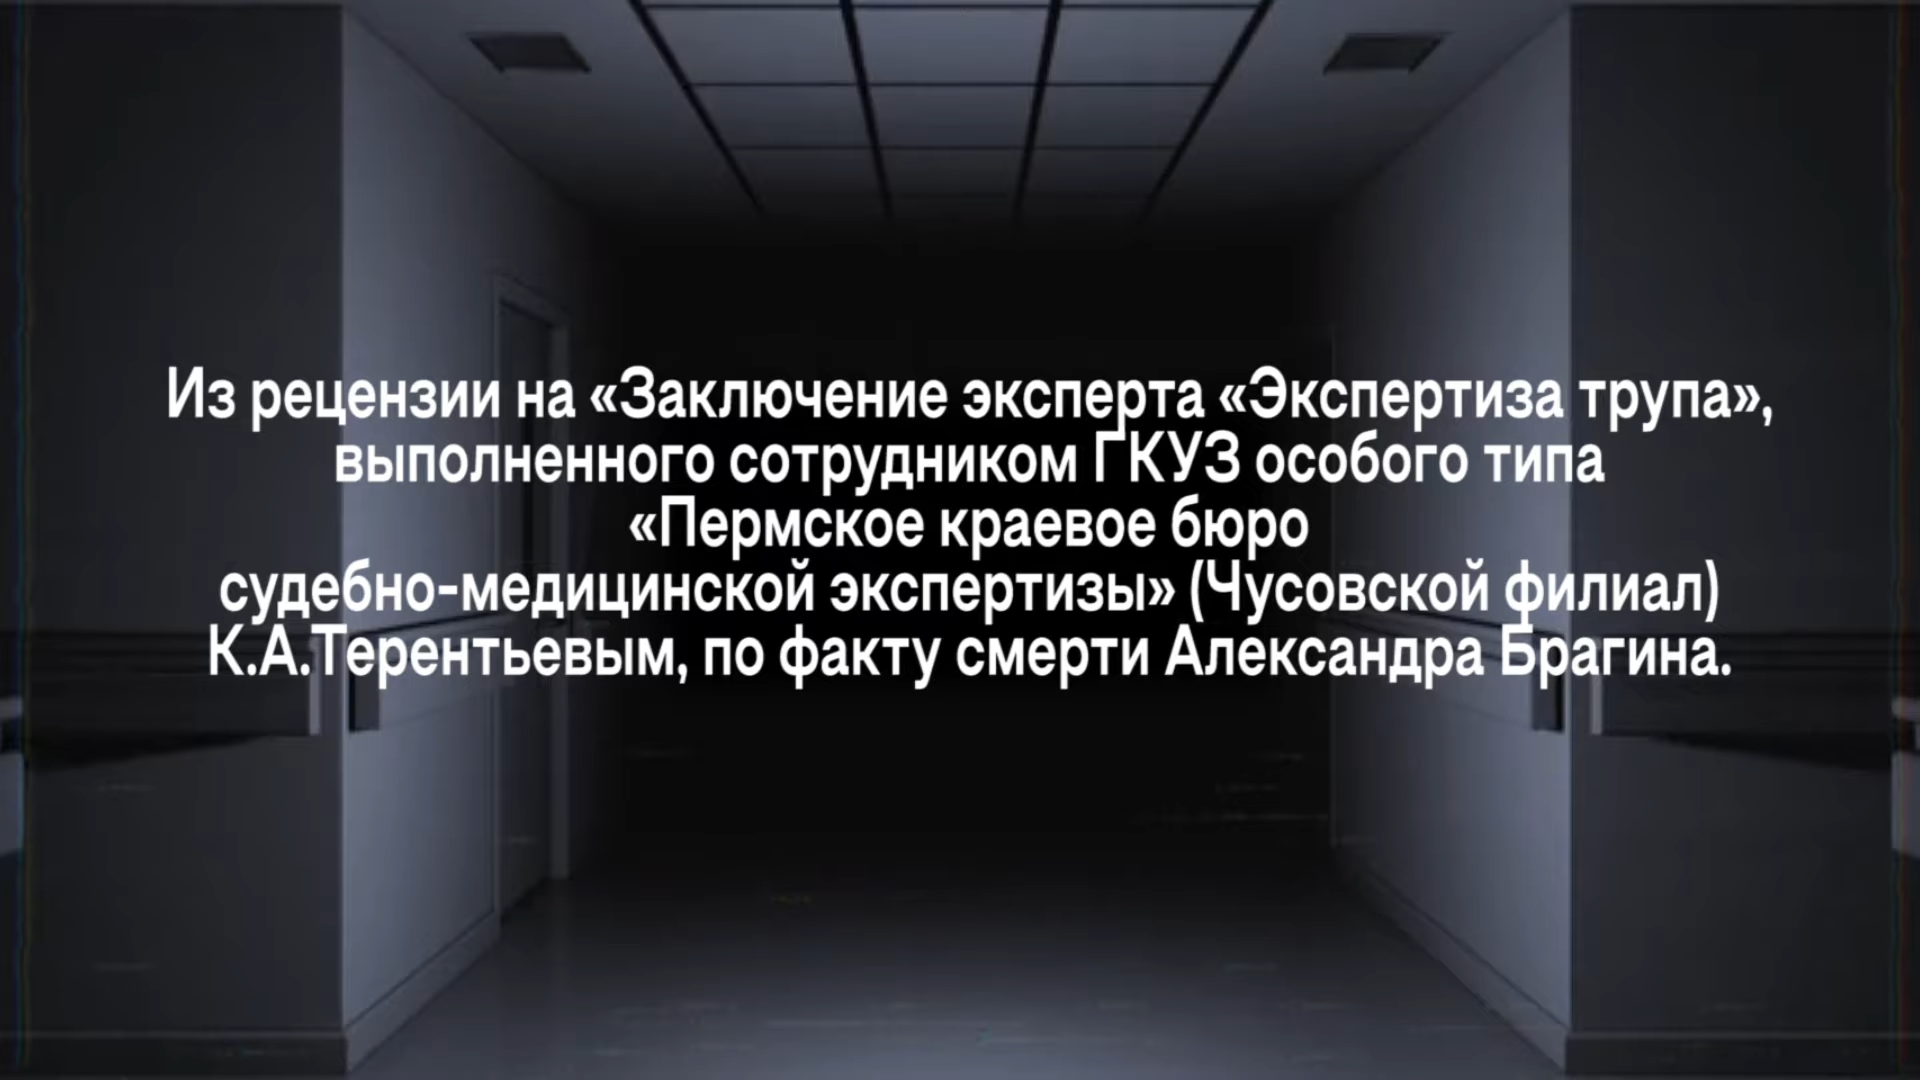 Из рецензии на «Заключение эксперта «Экспертиза трупа»,
выполненного сотрудником ГКУЗ особого типа
«Пермское краевое бюро
судебно-медицинской экспертизы» (Чусовской филиал)
К.А.Терентьевым, по факту смерти Александра Брагина.